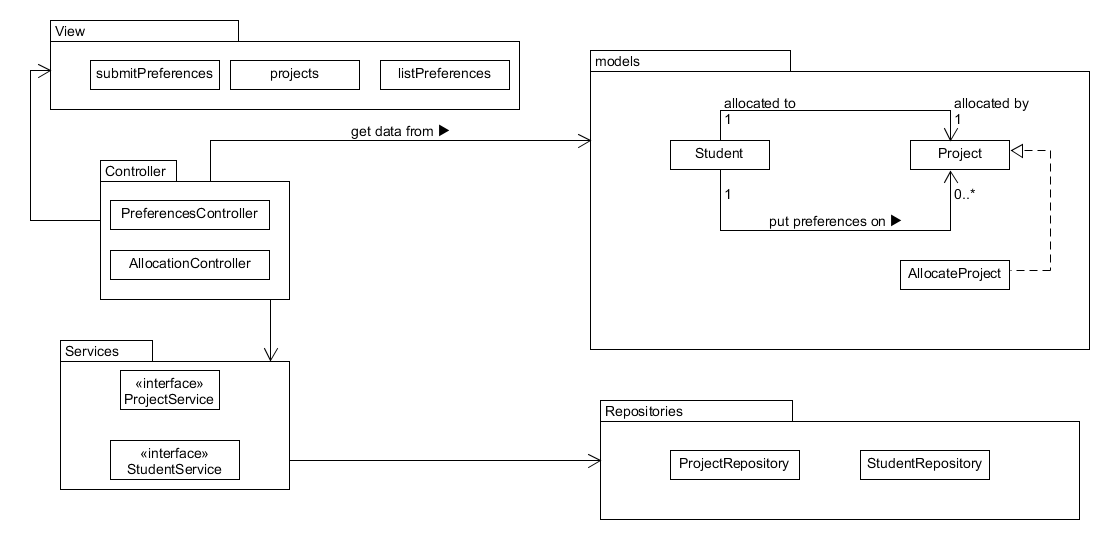 View
submitPreferences
projects
listPreferences
models
allocated to
1
allocated by
1
Student
Project
1
0..*
put preferences on ▶
AllocateProject
get data from ▶
Controller
PreferencesController
AllocationController
Services
«interface»
ProjectService
«interface»
StudentService
Repositories
ProjectRepository
StudentRepository